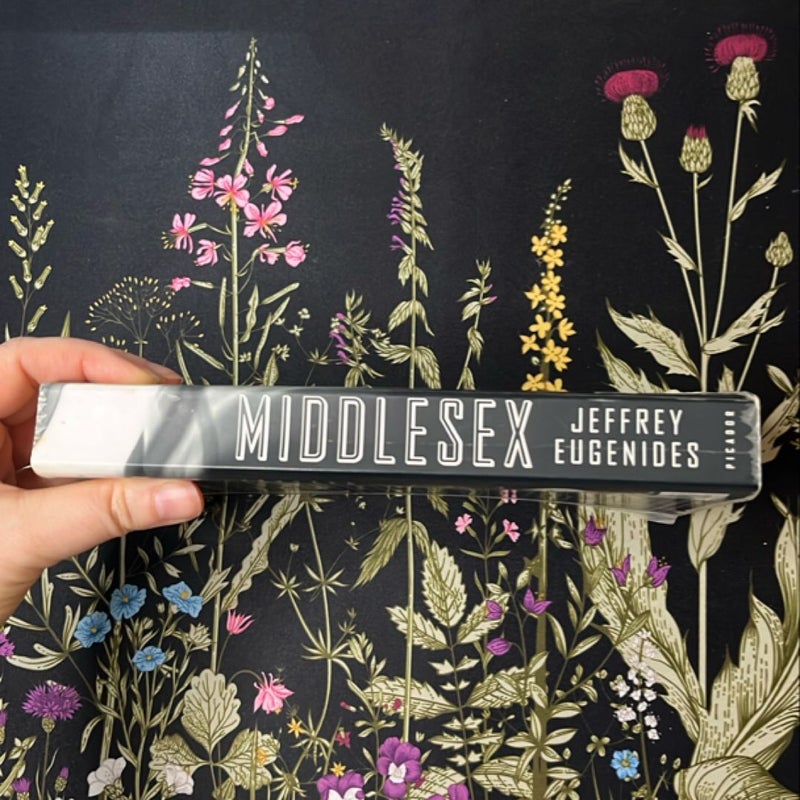 MIDDLESEX
JEFFREY
EUGENIDES
PICADOR